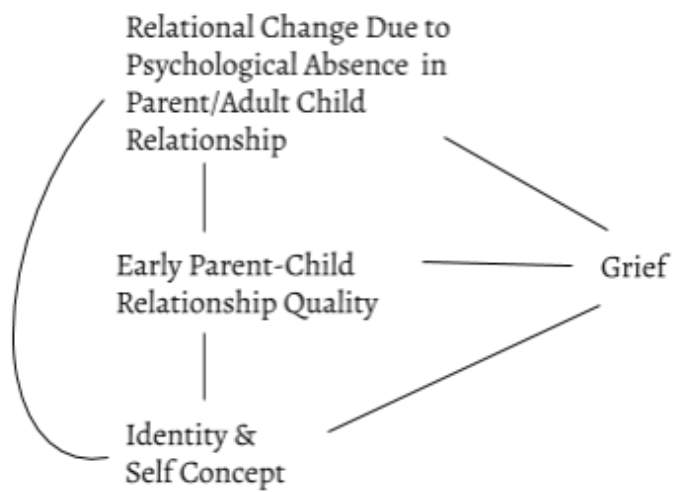 Relational Change Due to
Psychological Absence in
Parent/Adult Child
Relationship
Early Parent-Child
Relationship Quality
Grief
Identity &
Self Concept